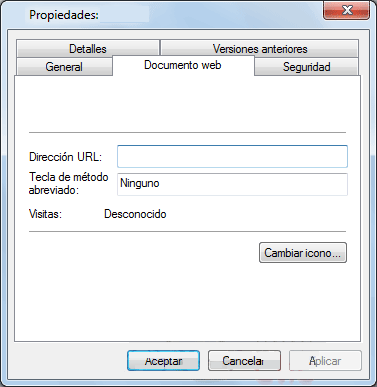 Propiedades:
Detalles
Versiones anteriores
General
Documento web
Seguridad
Dirección URL:
Tecla de método
abreviado:
Ninguno
Visitas:
Desconocido
Cambiar icono...
Aceptar
Cancelar
Aplicar